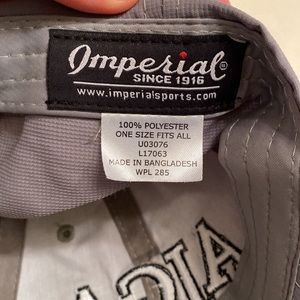 Imperial®
SINCE 1916
www.imperialsports.com
100% POLYESTER
ONE SIZE FITS ALL
U03076
L17063
MADE IN BANGLADESH
WPL 285